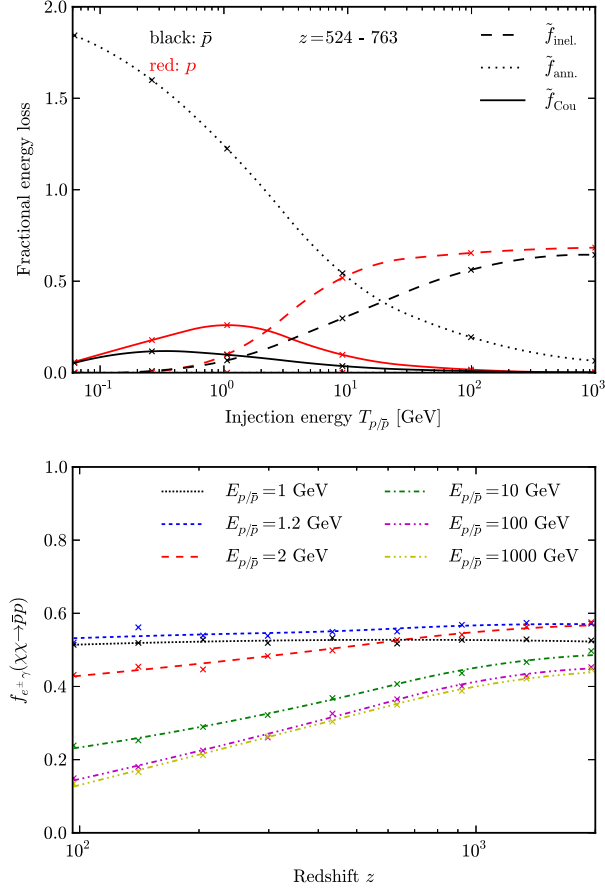 2.0
1.5
1.0
0.5
0.0
Fractional energy loss
black: p̄
z=524 - 763
red: p
f̃inel.
f̃ann.
f̃Cou
10⁻¹ 10⁰ 10¹ 10² 10³
Injection energy Tp/p̄ [GeV]
1.0
0.8
0.6
0.4
0.2
0.0
fe±γ(χχ→p̄p)
Ep/p̄=1 GeV
Ep/p̄=1.2 GeV
Ep/p̄=2 GeV
Ep/p̄=10 GeV
Ep/p̄=100 GeV
Ep/p̄=1000 GeV
10² 10³
Redshift z